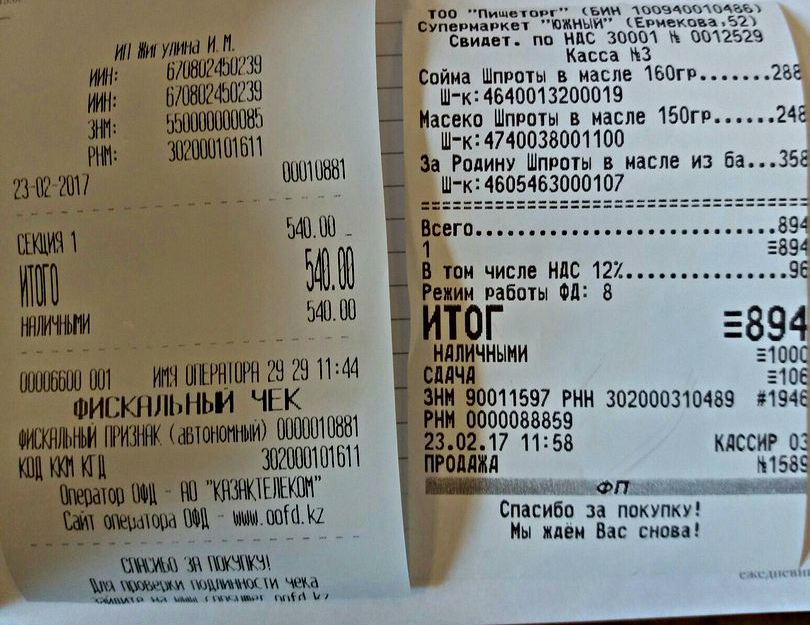 ИП ЖИГУЛИНА И.М.
ИИН: 670802450239
ИИН: 670802450239
ЗНМ: 550000000085
РНМ: 302000101611
23-02-2017 00010881
СЕКЦИЯ 1 540.00
ИТОГО 540.00
НАЛИЧНЫМИ 540.00
00006600 001 ИМЯ ОПЕРАТОРА 29 29 11:44
ФИСКАЛЬНЫЙ ЧЕК
ФИСКАЛЬНЫЙ ПРИЗНАК (автономный) 0000010881
КОД ККМ КГД 302000101611
Оператор ОФД - АО "КАЗАКТЕЛЕКОМ"
Сайт оператора ОФД - www.oofd.kz
СПАСИБО ЗА ПОКУПКУ!
Для проверки подлинности чека
зайдите на www.consumer.oofd.kz
ТОО "Пищеторг" (БИН 100940010486)
Супермаркет "ЮЖНЫЙ" (Ермекова,52)
Свидет. по НДС 30001 № 0012529
Касса №3
Сойма Шпроты в масле 160гр.......288
Ш-к:4640013200019
Масеко Шпроты в масле 150гр......248
Ш-к:4740038001100
За Родину Шпроты в масле из ба...358
Ш-к:4605463000107
====================================
Всего............................894
1 ≡894
В том числе НДС 12%...............96
Режим работы ФД: 8
ИТОГ ≡894
НАЛИЧНЫМИ ≡1000
СДАЧА ≡106
ЗНМ 90011597 РНН 302000310489 #1946
РНМ 0000088859
23.02.17 11:58 КАССИР 03
ПРОДАЖА №1589
ФП
Спасибо за покупку!
Мы ждём Вас снова!